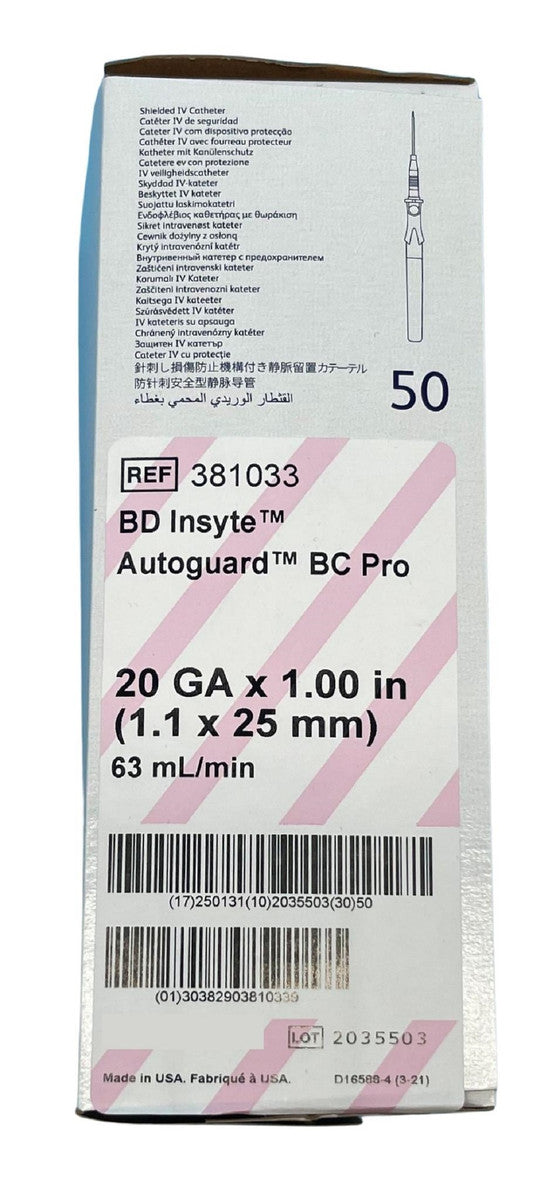 Shielded IV Catheter
Catéter IV de seguridad
Cateter IV com dispositivo protecção
Cathéter IV avec fourreau protecteur
Katheter mit Kanülenschutz
Catetere ev con protezione
IV veiligheidscatheter
Skyddad IV-kateter
Beskyttet IV kateter
Suojattu laskimokatetri
Ενδοφλέβιος καθετήρας με θωράκιση
Sikret intravenøst kateter
Cewnik dożylny z osłoną
Krytý intravenózní katétr
Внутривенный катетер с предохранителем
Zaštićeni intravenski kateter
Korumalı IV Kateter
Zaščiteni intravenozni kateter
Kaitsega IV kateeter
Szúrásvédett IV katéter
IV kateteris su apsauga
Chránený intravenózny katéter
Защитен IV катетър
Cateter IV cu protecție
針刺し損傷防止機構付き静脈留置カテーテル
防针刺安全型静脉导管
القثطار الوريدي المحمي بغطاء
50
REF 381033
BD Insyte™
Autoguard™ BC Pro
20 GA x 1.00 in
(1.1 x 25 mm)
63 mL/min
(17)250131(10)2035503(30)50
(01)30382903810339
LOT 2035503
Made in USA. Fabriqué à USA. D16588-4 (3-21)